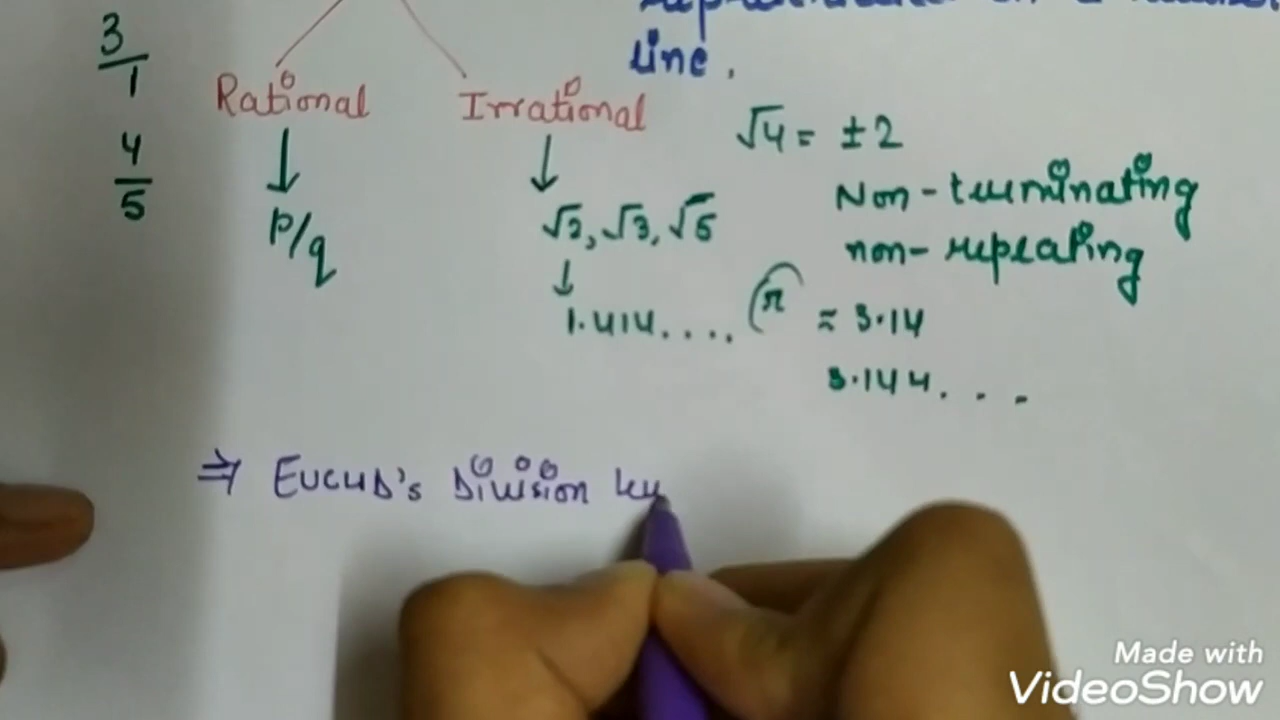 line.
3/1
Rational
Irrational
√4 = ±2
4/5
Non-terminating
p/q
√2, √3, √5
non-repeating
1.414....
π ≈ 3.14
3.144...
⇒ EUCLID's Division
Made with
VideoShow